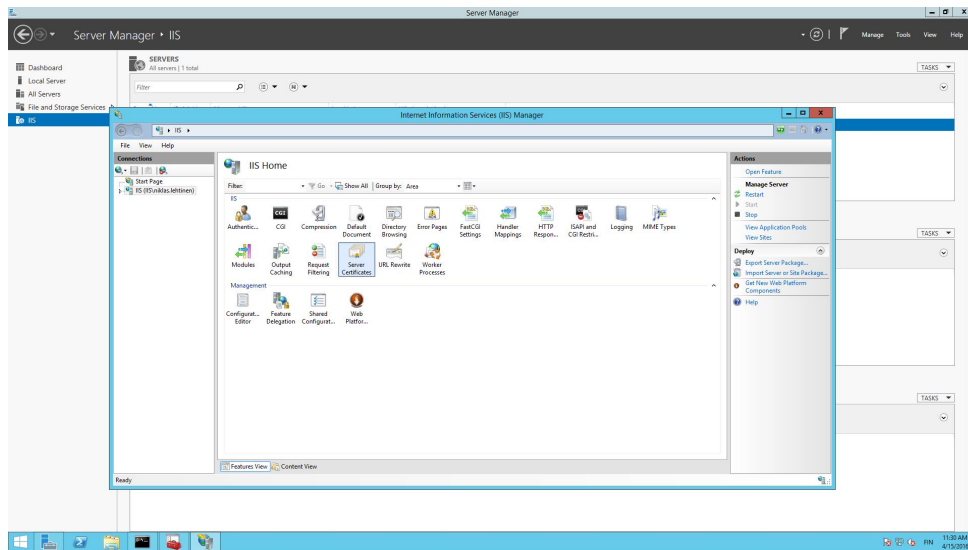 Server Manager
Server Manager • IIS
Manage Tools View Help
Dashboard
Local Server
All Servers
File and Storage Services
IIS
SERVERS
All servers | 1 total
TASKS
Filter
Internet Information Services (IIS) Manager
IIS
File View Help
Connections
Start Page
IIS (IIS\niklas.lehtinen)
IIS Home
Filter: Go Show All Group by: Area
IIS
Authentic... CGI Compression Default Document Directory Browsing Error Pages FastCGI Settings Handler Mappings HTTP Respon... ISAPI and CGI Restri... Logging MIME Types
Modules Output Caching Request Filtering Server Certificates URL Rewrite Worker Processes
Management
Configurat... Editor Feature Delegation Shared Configurat... Web Platfor...
Features View Content View
Ready
Actions
Open Feature
Manage Server
Restart
Start
Stop
View Application Pools
View Sites
Deploy
Export Server Package...
Import Server or Site Package...
Get New Web Platform
Components
Help
TASKS
TASKS
FIN
11:30 AM